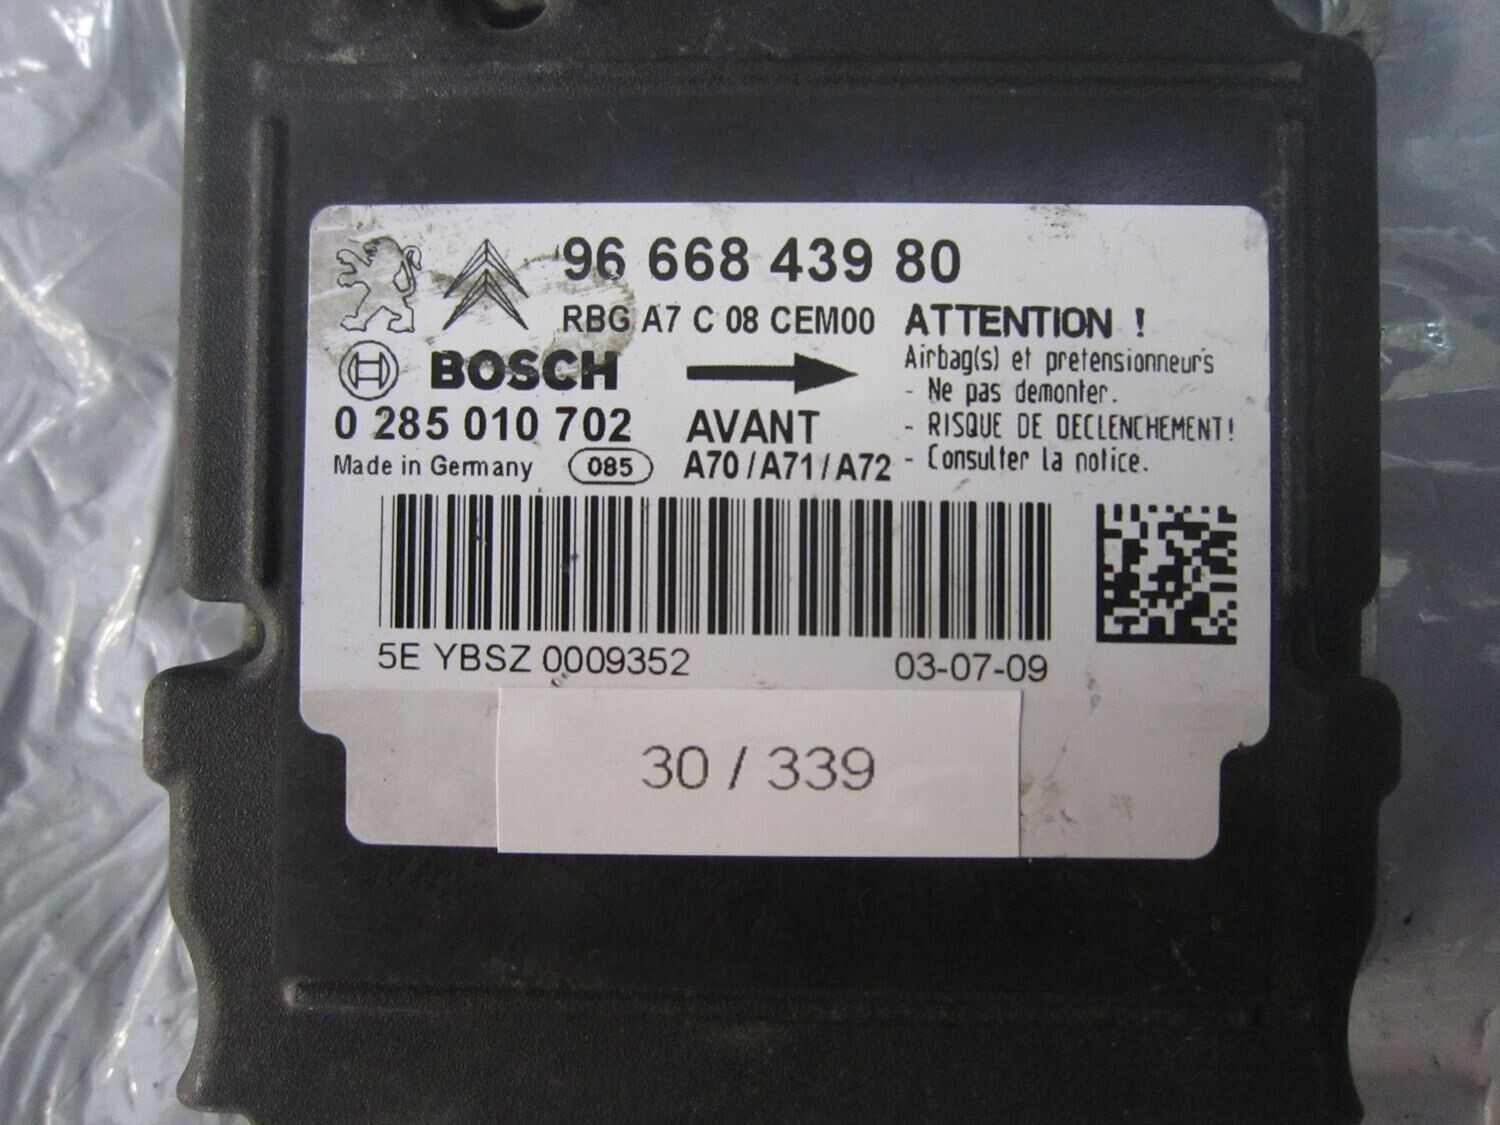 96 668 439 80
RBG A7 C 08 CEM00
BOSCH
0 285 010 702
Made in Germany 085
AVANT
A70/A71/A72
ATTENTION !
Airbag(s) et pretensionneurs
- Ne pas demonter.
- RISQUE DE DECLENCHEMENT!
- Consulter la notice.
5E YBSZ 0009352 03-07-09
30 / 339